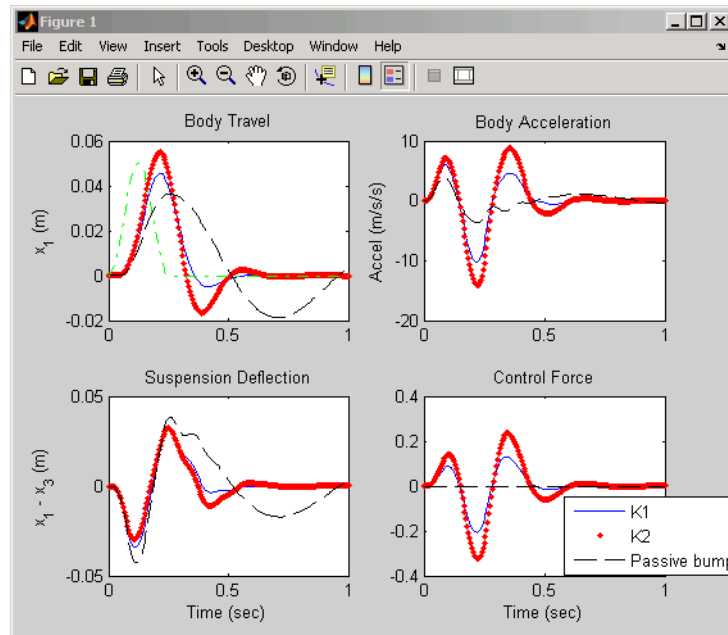 Figure 1
File Edit View Insert Tools Desktop Window Help
Body Travel
0.06
0.04
0.02
0
-0.02
x1 (m)
0 0.5 1
Body Acceleration
10
0
-10
-20
Accel (m/s/s)
0 0.5 1
Suspension Deflection
0.05
0
-0.05
x1 - x3 (m)
0 0.5 1
Time (sec)
Control Force
0.4
0.2
0
-0.2
-0.4
0 0.5 1
Time (sec)
K1
K2
Passive bump